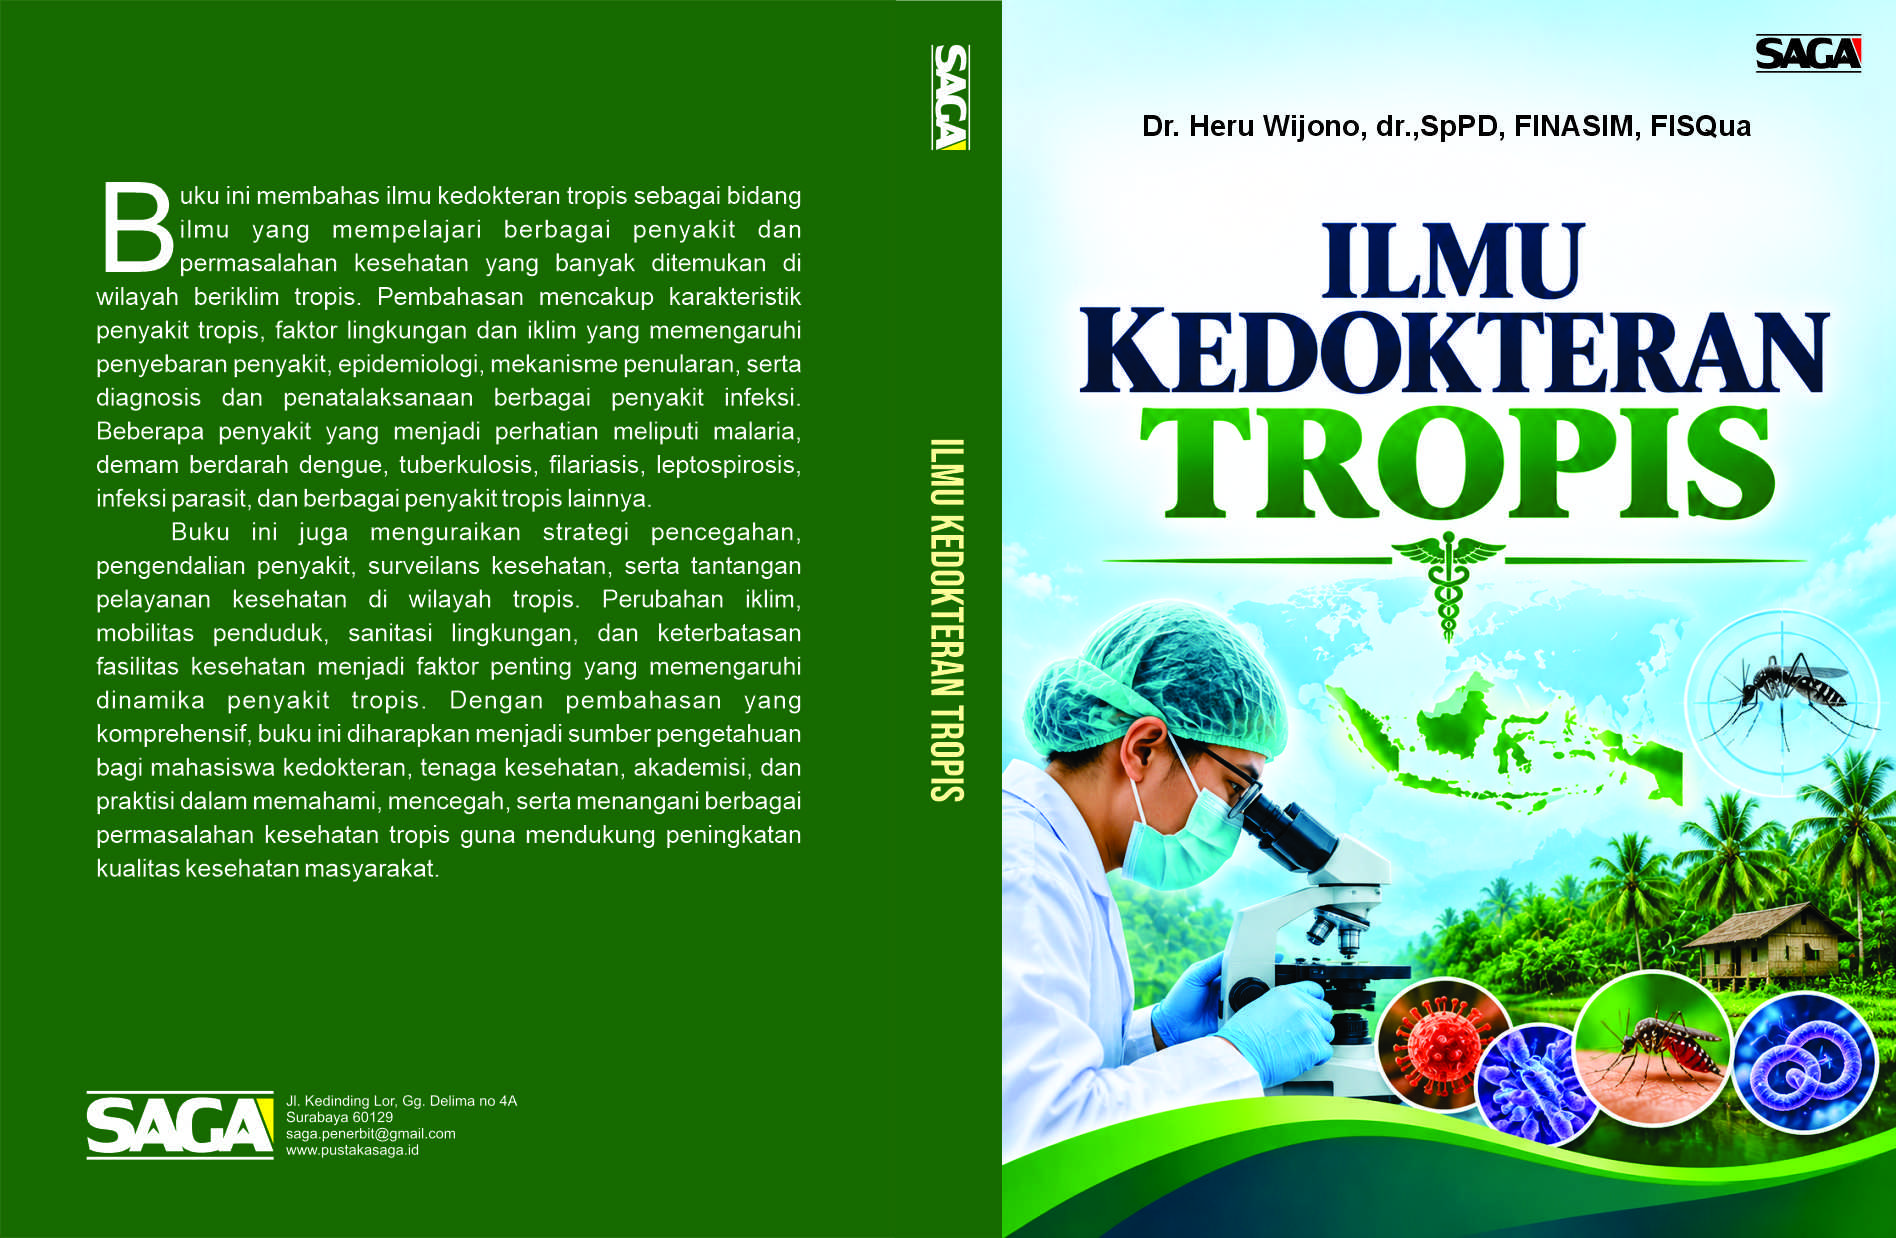 Buku ini membahas ilmu kedokteran tropis sebagai bidang
ilmu yang mempelajari berbagai penyakit dan
permasalahan kesehatan yang banyak ditemukan di
wilayah beriklim tropis. Pembahasan mencakup karakteristik
penyakit tropis, faktor lingkungan dan iklim yang memengaruhi
penyebaran penyakit, epidemiologi, mekanisme penularan, serta
diagnosis dan penatalaksanaan berbagai penyakit infeksi.
Beberapa penyakit yang menjadi perhatian meliputi malaria,
demam berdarah dengue, tuberkulosis, filariasis, leptospirosis,
infeksi parasit, dan berbagai penyakit tropis lainnya.
Buku ini juga menguraikan strategi pencegahan,
pengendalian penyakit, surveilans kesehatan, serta tantangan
pelayanan kesehatan di wilayah tropis. Perubahan iklim,
mobilitas penduduk, sanitasi lingkungan, dan keterbatasan
fasilitas kesehatan menjadi faktor penting yang memengaruhi
dinamika penyakit tropis. Dengan pembahasan yang
komprehensif, buku ini diharapkan menjadi sumber pengetahuan
bagi mahasiswa kedokteran, tenaga kesehatan, akademisi, dan
praktisi dalam memahami, mencegah, serta menangani berbagai
permasalahan kesehatan tropis guna mendukung peningkatan
kualitas kesehatan masyarakat.
SAGA
Jl. Kedinding Lor, Gg. Delima no 4A
Surabaya 60129
saga.penerbit@gmail.com
www.pustakasaga.id
SAGA
ILMU KEDOKTERAN TROPIS
SAGA
Dr. Heru Wijono, dr.,SpPD, FINASIM, FISQua
ILMU
KEDOKTERAN
TROPIS